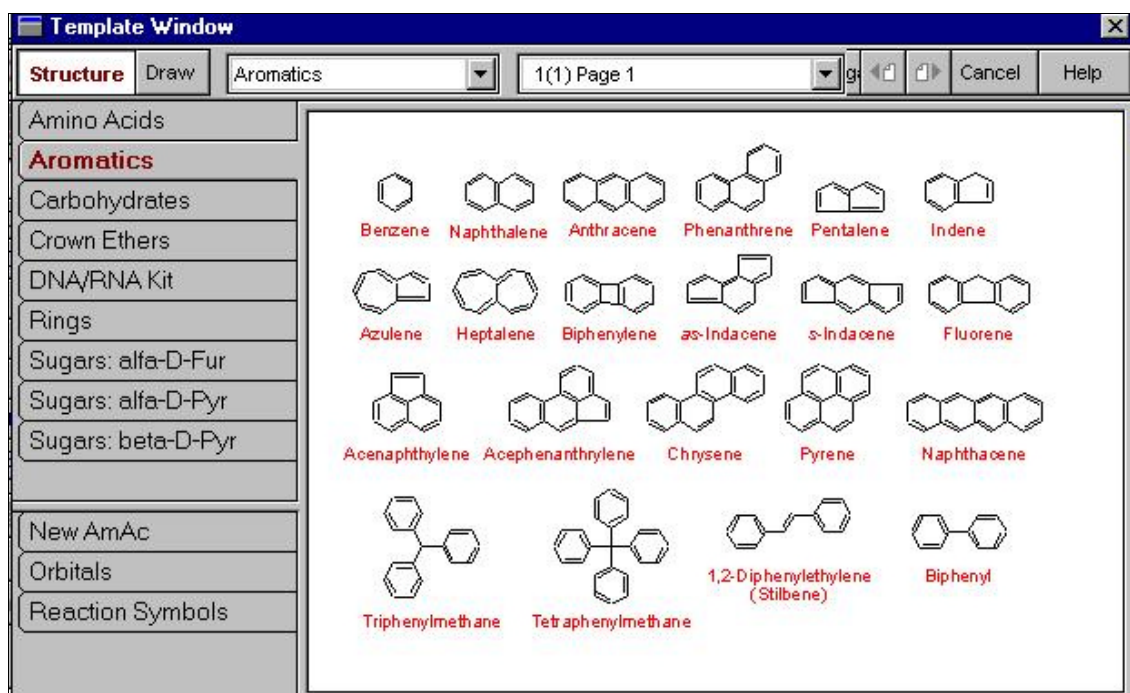 Template Window
Structure Draw Aromatics 1(1) Page 1 Cancel Help
Amino Acids
Aromatics
Carbohydrates
Crown Ethers
DNA/RNA Kit
Rings
Sugars: alfa-D-Fur
Sugars: alfa-D-Pyr
Sugars: beta-D-Pyr
New AmAc
Orbitals
Reaction Symbols
Benzene Naphthalene Anthracene Phenanthrene Pentalene Indene
Azulene Heptalene Biphenylene as-Indacene s-Indacene Fluorene
Acenaphthylene Acephenanthrylene Chrysene Pyrene Naphthacene
Triphenylmethane Tetraphenylmethane 1,2-Diphenylethylene Biphenyl
(Stilbene)